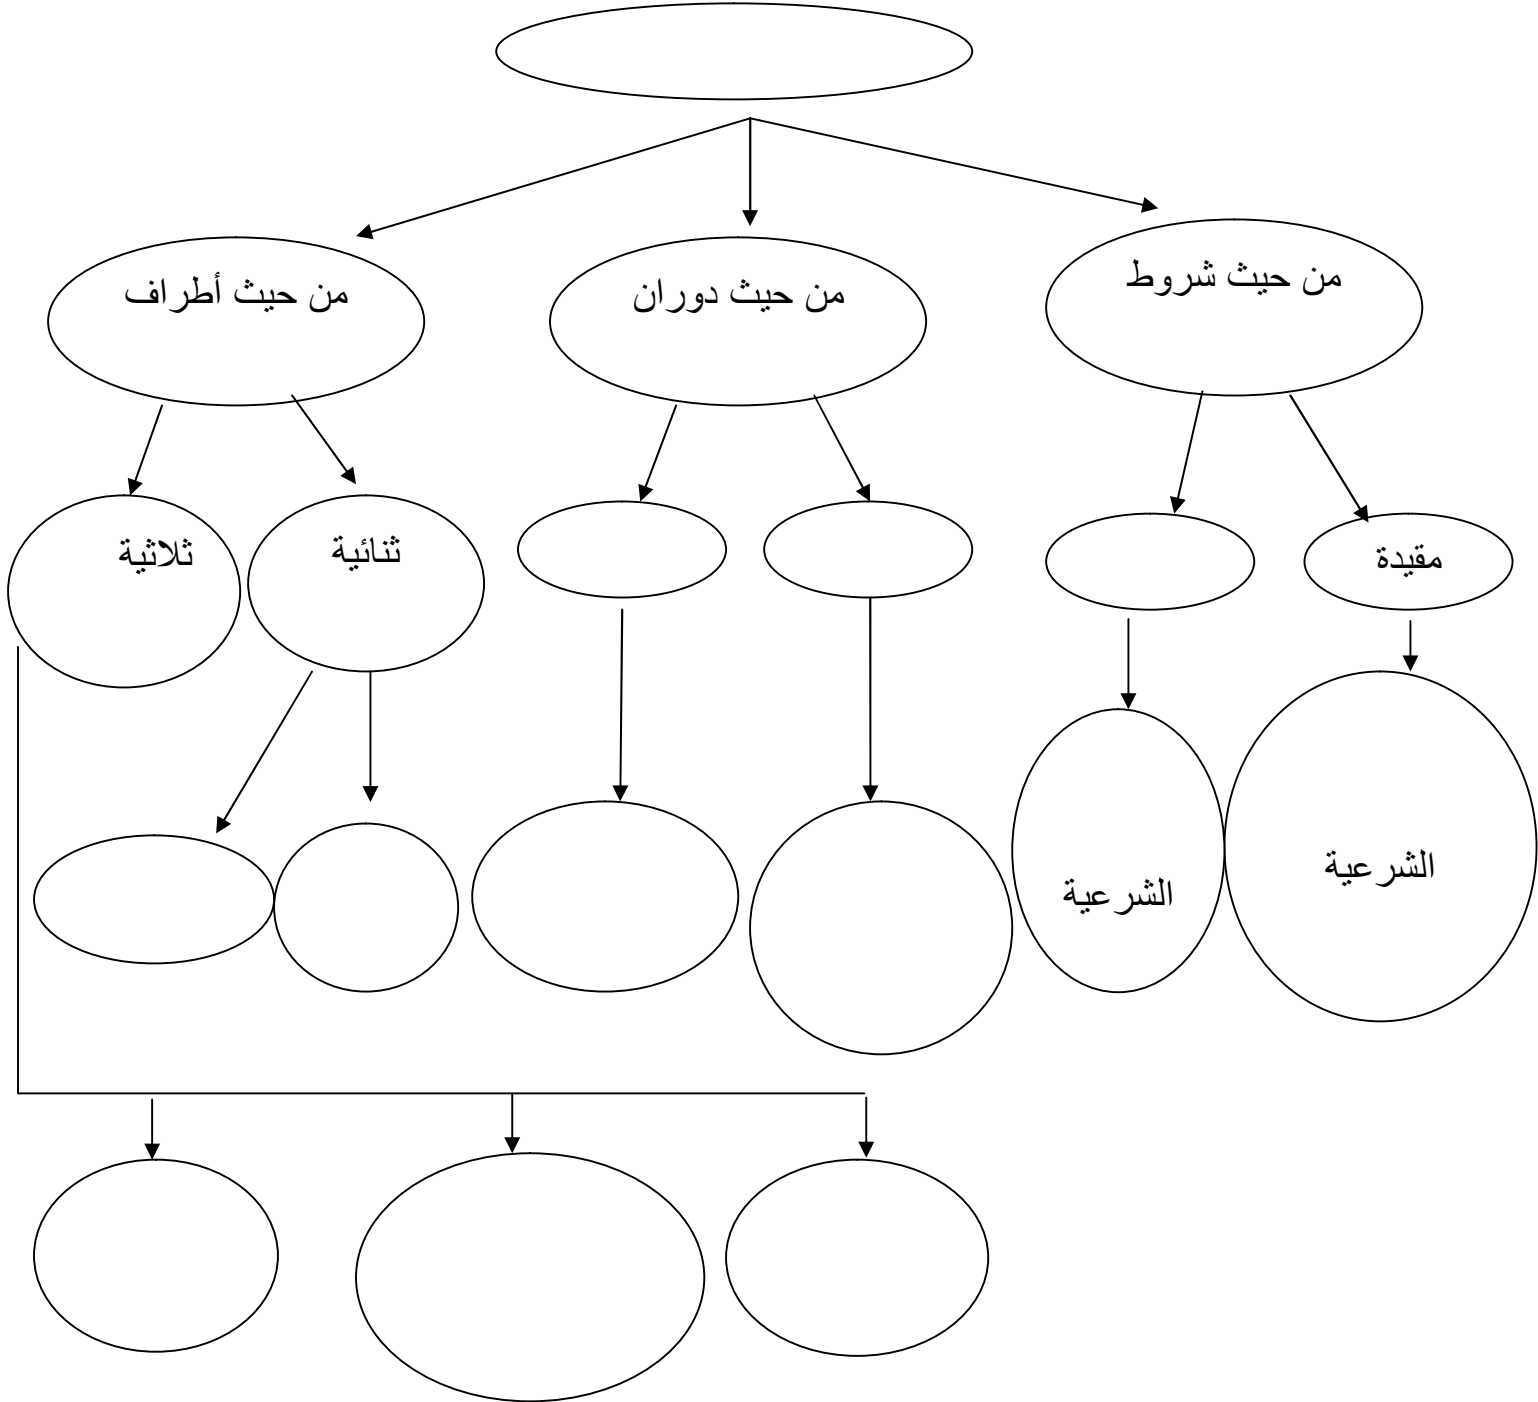 من حيث شروط
من حيث دوران
من حيث أطراف
مقيدة
ثنائية
ثلاثية
الشرعية
الشرعية